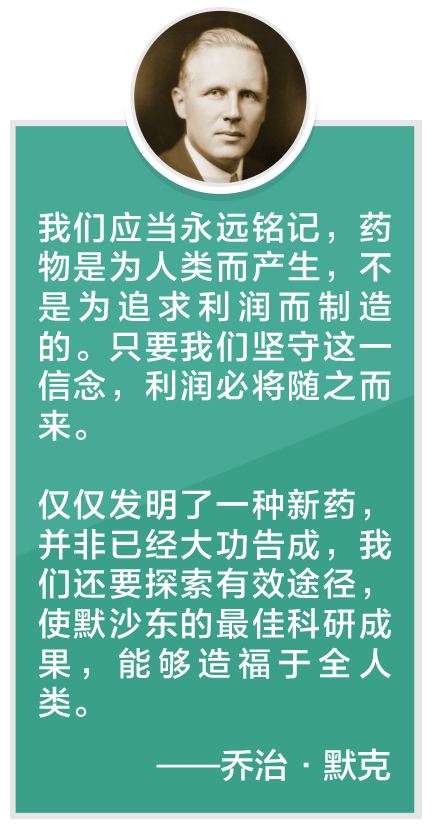 我们应当永远铭记，药
物是为人类而产生，不
是为追求利润而制造
的。只要我们坚守这一
信念，利润必将随之而
来。
仅仅发明了一种新药，
并非已经大功告成，我
们还要探索有效途径，
使默沙东的最佳科研成
果，能够造福于全人
类。
——乔治·默克